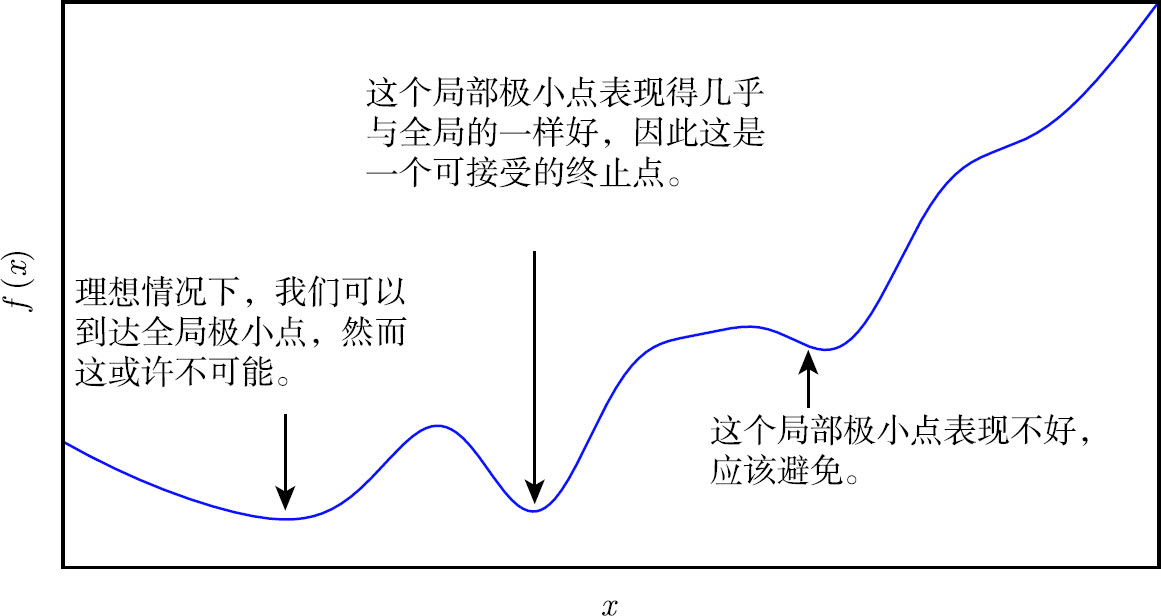 这个局部极小点表现得几乎
与全局的一样好，因此这是
一个可接受的终止点。
理想情况下，我们可以
到达全局极小点，然而
这或许不可能。
这个局部极小点表现不好，
应该避免。
f (x)
x